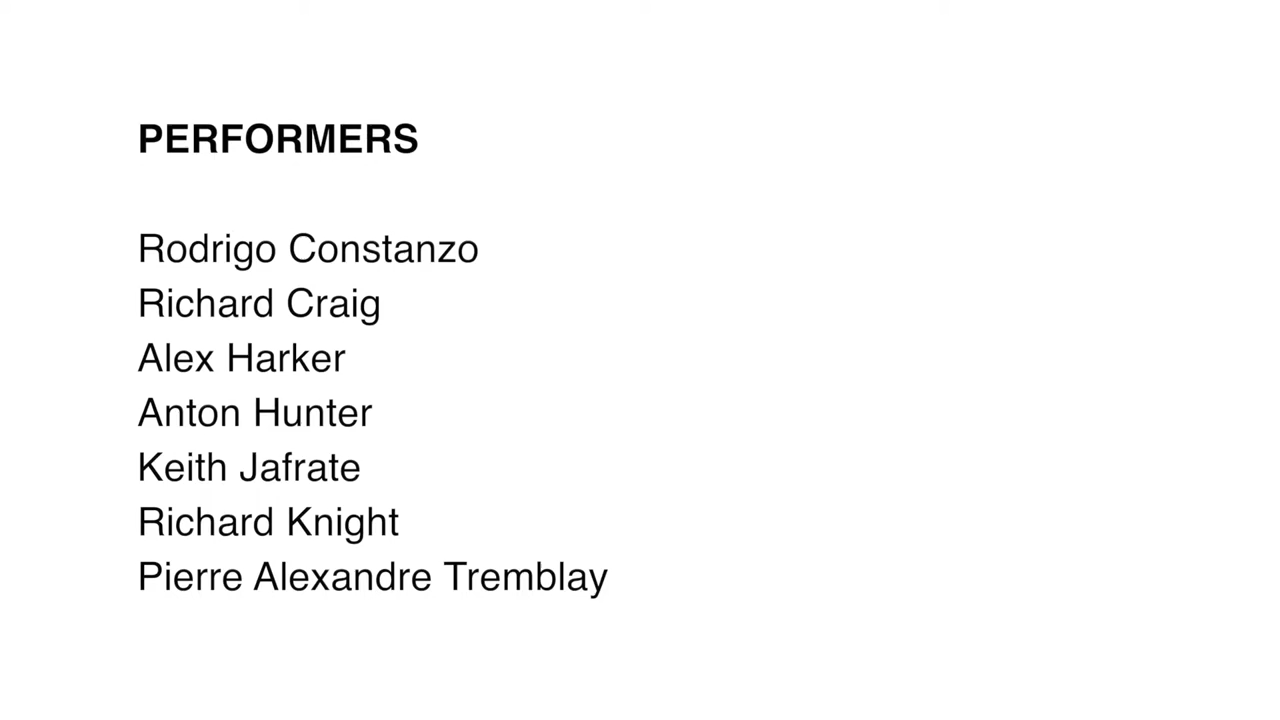 PERFORMERS
Rodrigo Constanzo
Richard Craig
Alex Harker
Anton Hunter
Keith Jafrate
Richard Knight
Pierre Alexandre Tremblay